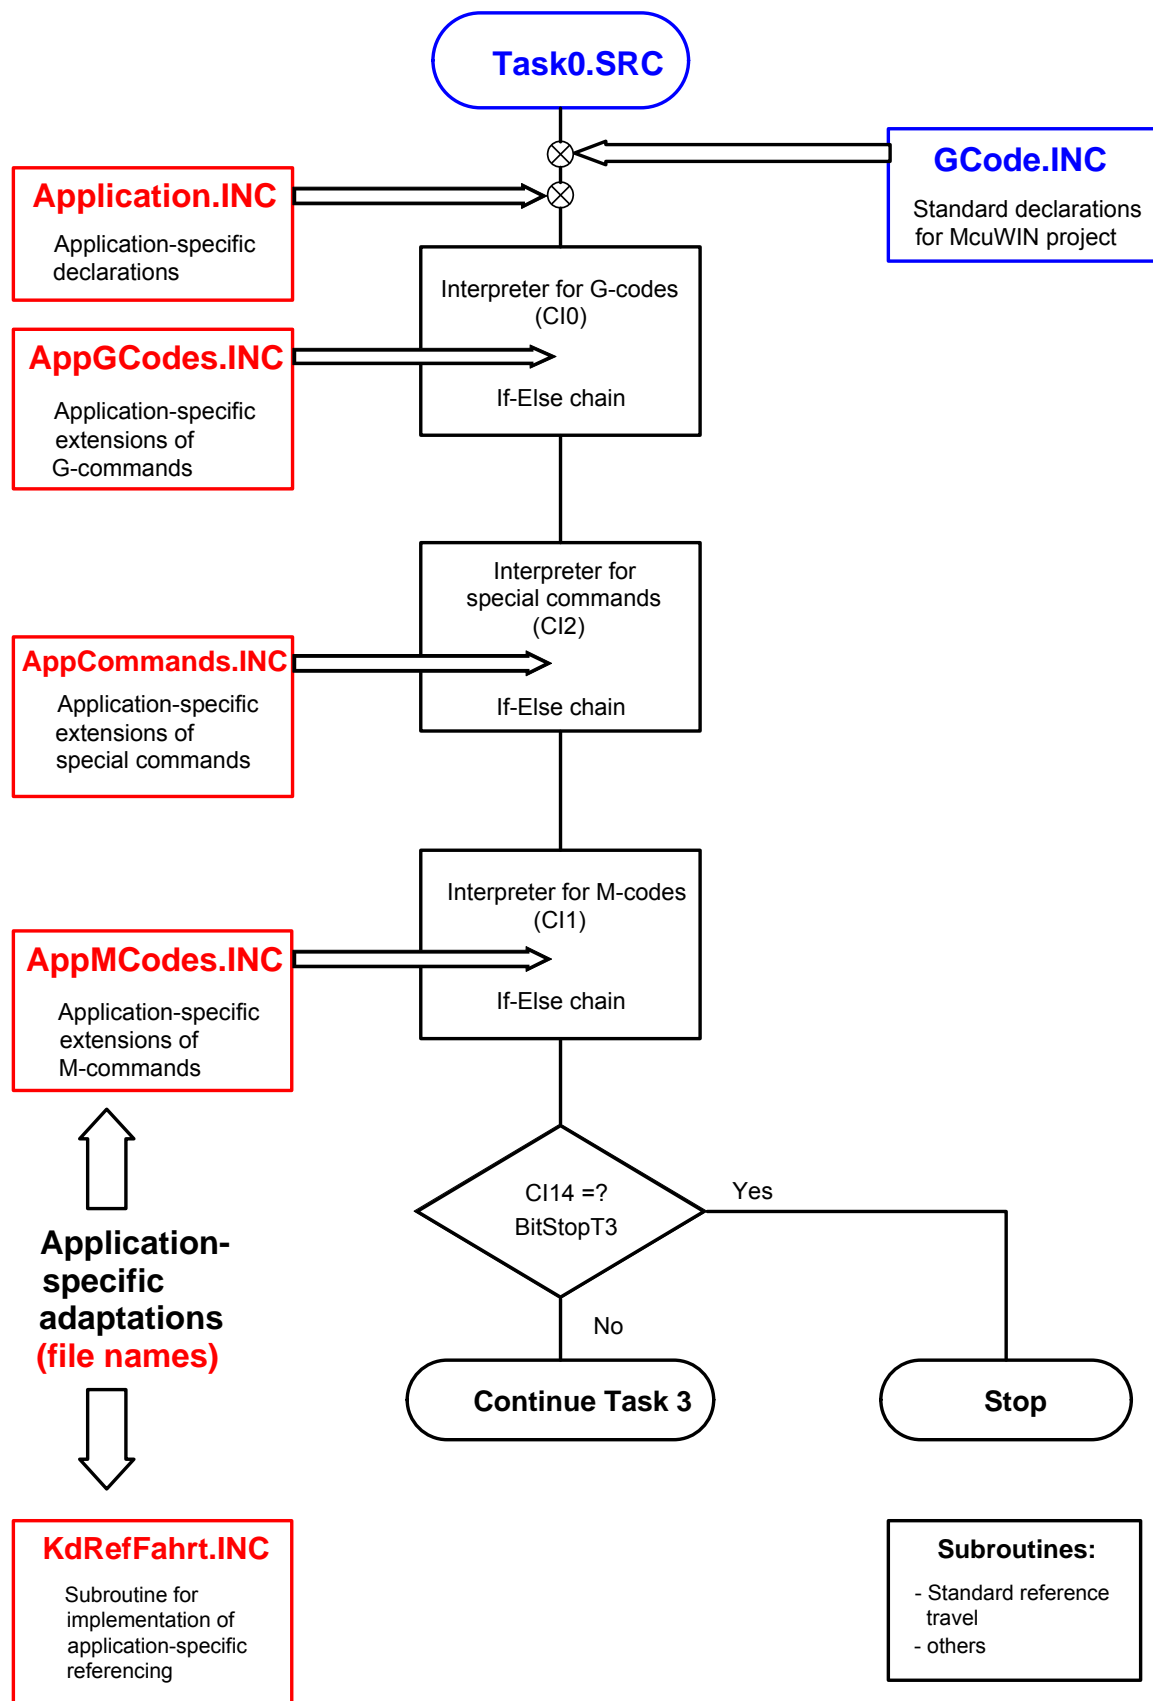 Task0.SRC
GCode.INC
Standard declarations
for McuWIN project
Application.INC
Application-specific
declarations
Interpreter for G-codes
(CI0)
If-Else chain
AppGCodes.INC
Application-specific
extensions of
G-commands
Interpreter for
special commands
(CI2)
If-Else chain
AppCommands.INC
Application-specific
extensions of
special commands
Interpreter for M-codes
(CI1)
If-Else chain
AppMCodes.INC
Application-specific
extensions of
M-commands
CI14 =?
BitStopT3
Yes
No
Application-
specific
adaptations
(file names)
Continue Task 3
Stop
KdRefFahrt.INC
Subroutine for
implementation of
application-specific
referencing
Subroutines:
- Standard reference
travel
- others